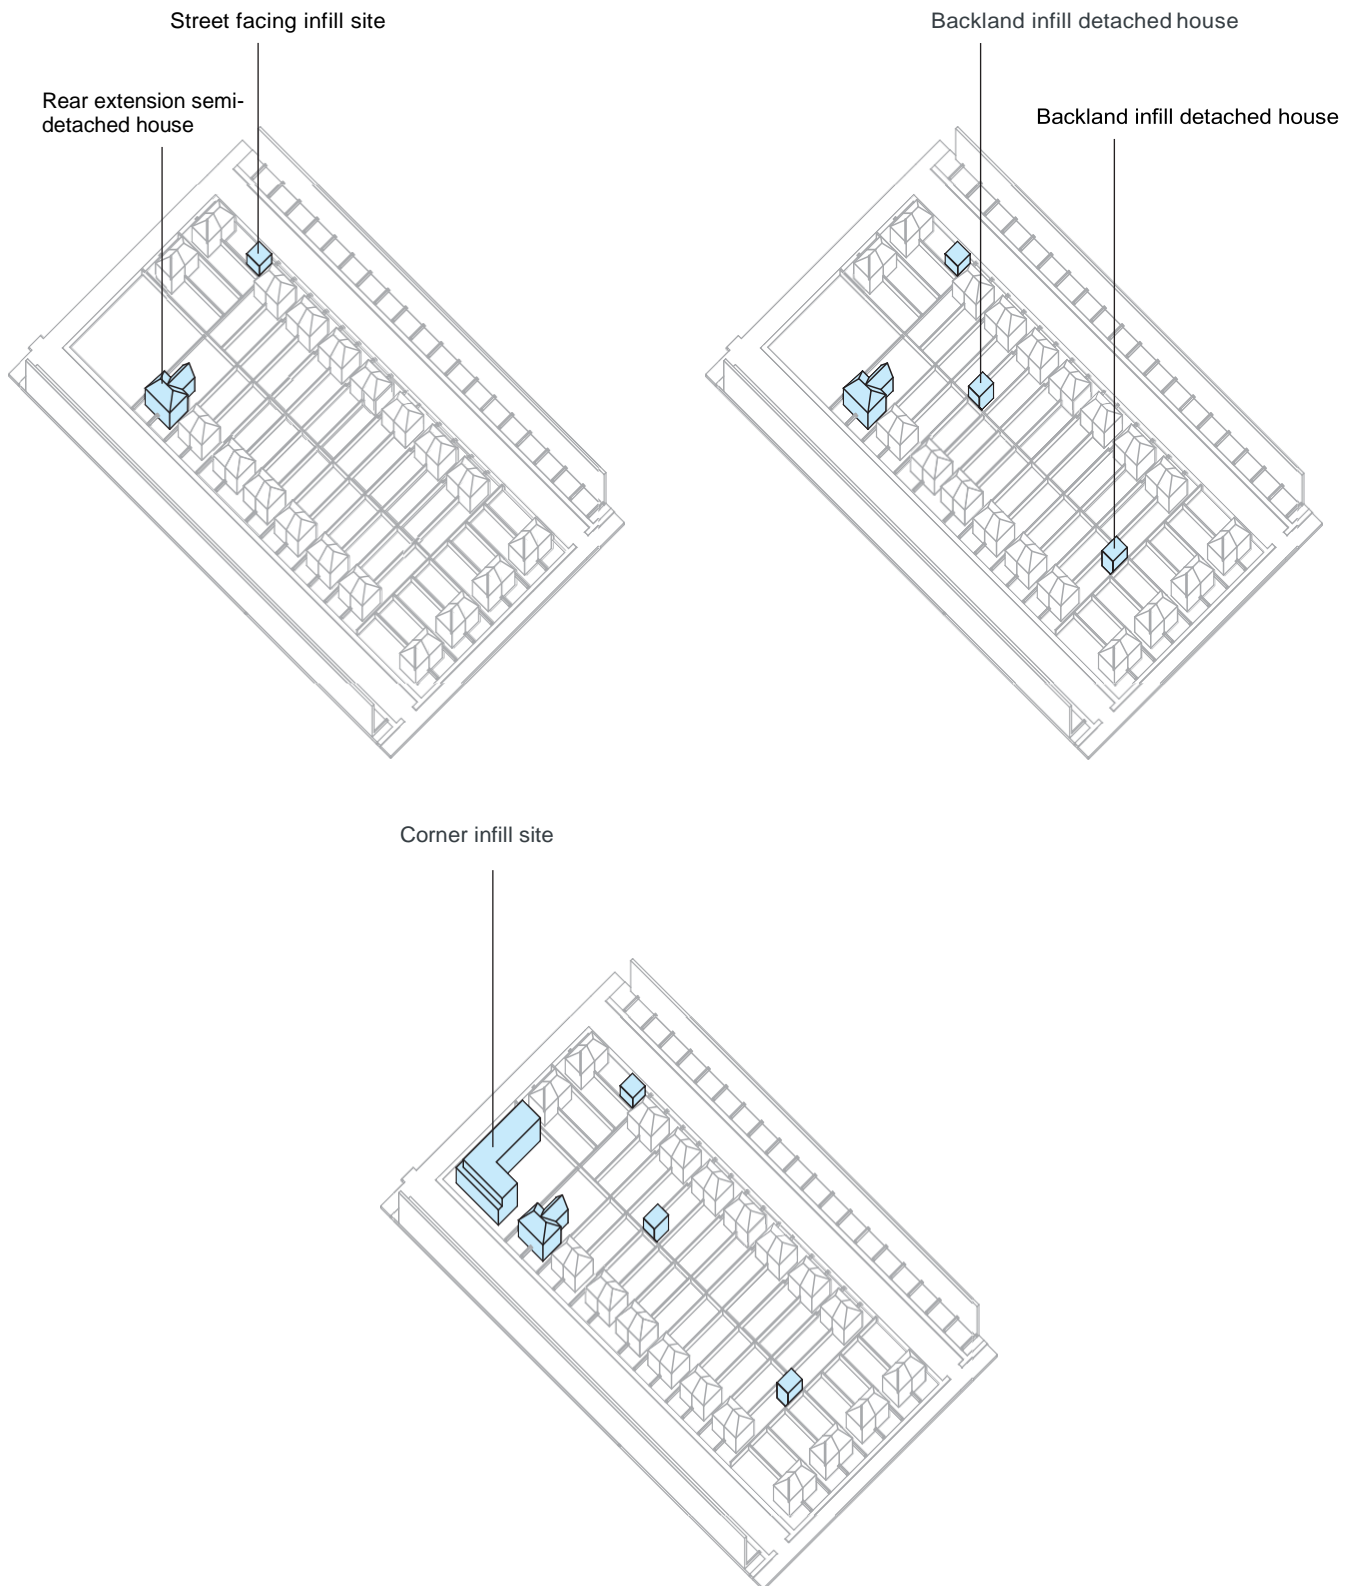 Street facing infill site
Rear extension semi-
detached house
Backland infill detached house
Backland infill detached house
Corner infill site